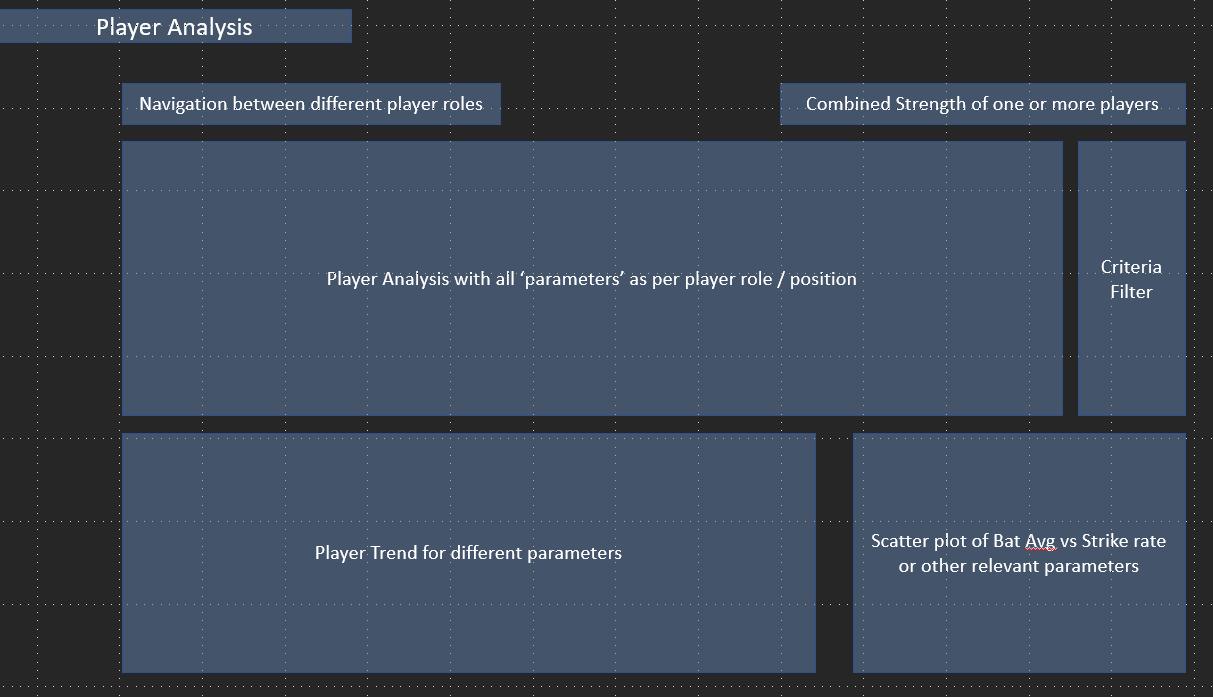 Player Analysis
Navigation between different player roles
Combined Strength of one or more players
Player Analysis with all ‘parameters’ as per player role / position
Criteria
Filter
Player Trend for different parameters
Scatter plot of Bat Avg vs Strike rate
or other relevant parameters